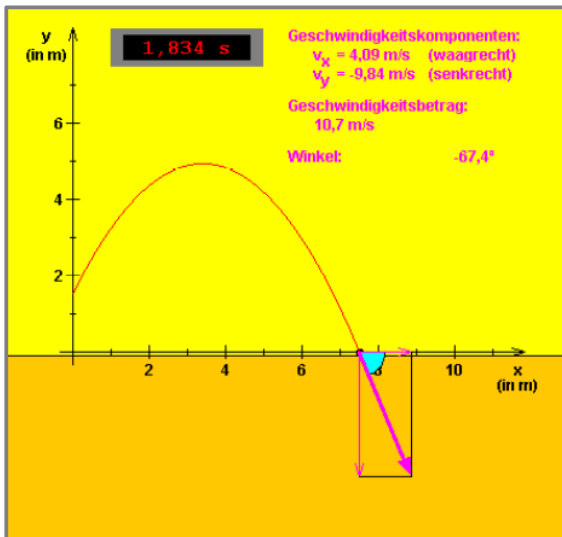 y
(in m)
1,834 s
Geschwindigkeitskomponenten:
vx = 4,09 m/s (waagrecht)
vy = -9,84 m/s (senkrecht)
Geschwindigkeitsbetrag:
10,7 m/s
Winkel: -67,4°
6
4
2
2 4 6 8 10 x
(in m)